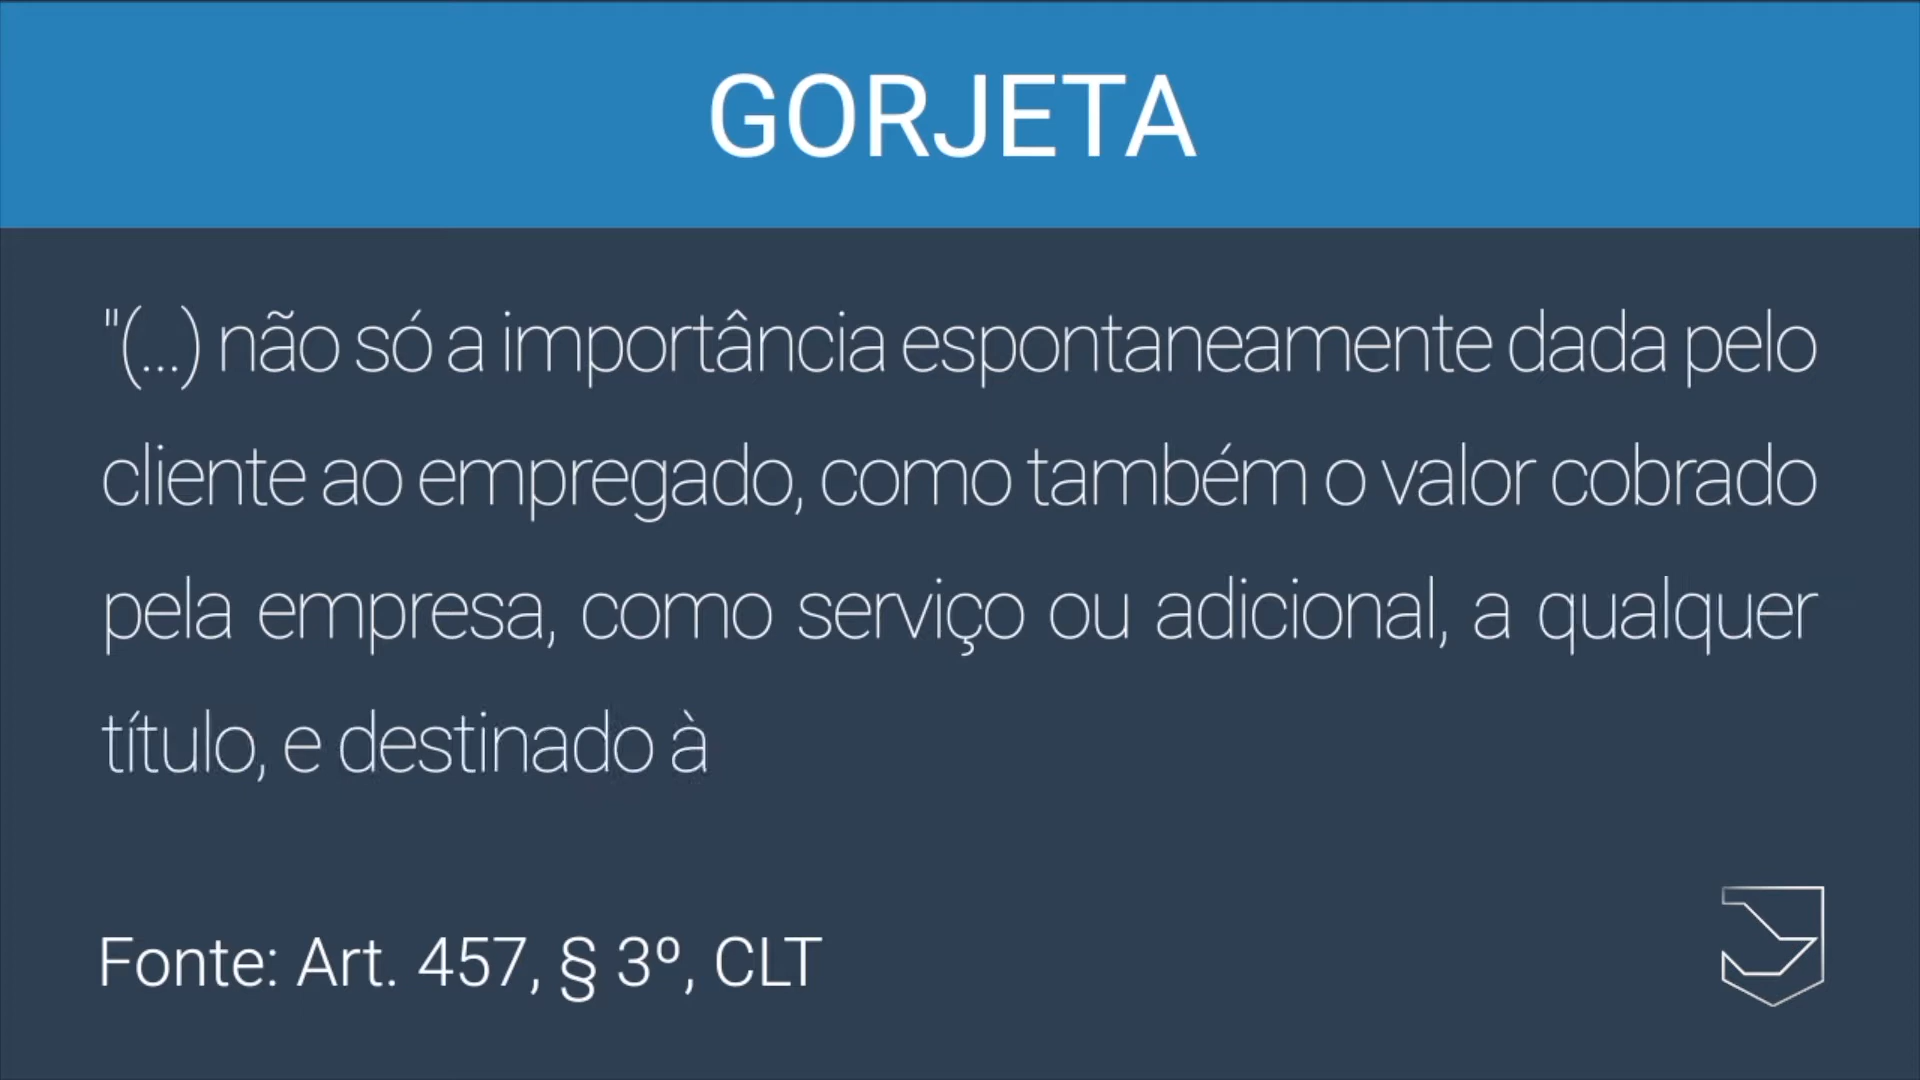 GORJETA
"(...) não só a importância espontaneamente dada pelo
cliente ao empregado, como também o valor cobrado
pela empresa, como serviço ou adicional, a qualquer
título, e destinado à
Fonte: Art. 457, § 3º, CLT